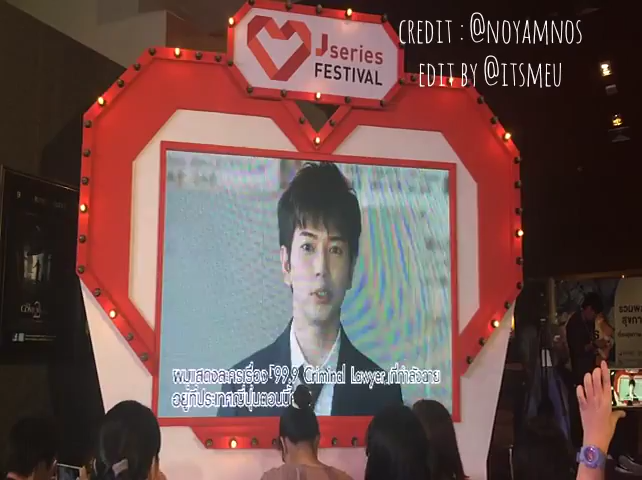 CREDIT : @NOYAMNOS
EDIT BY @ITSMEU
Jseries
FESTIVAL
ผมแสดงละครเรื่อง「99.9 Criminal Lawyer」ที่กำลังฉาย
อยู่ที่ประเทศญี่ปุ่นตอนนี้